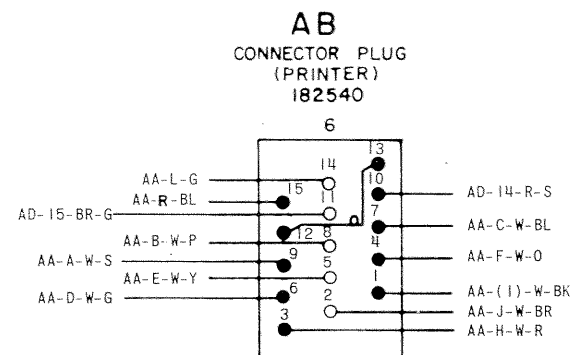 AB
CONNECTOR PLUG
(PRINTER)
182540
6
13
14
AA-L-G
10
AD-14-R-S
15
AA-R-BL
11
7
AD-15-BR-G
AA-C-W-BL
12
8
AA-B-W-P
4
AA-F-W-O
9
AA-A-W-S
5
AA-E-W-Y
1
AA-(1)-W-BK
6
AA-D-W-G
2
AA-J-W-BR
3
AA-H-W-R